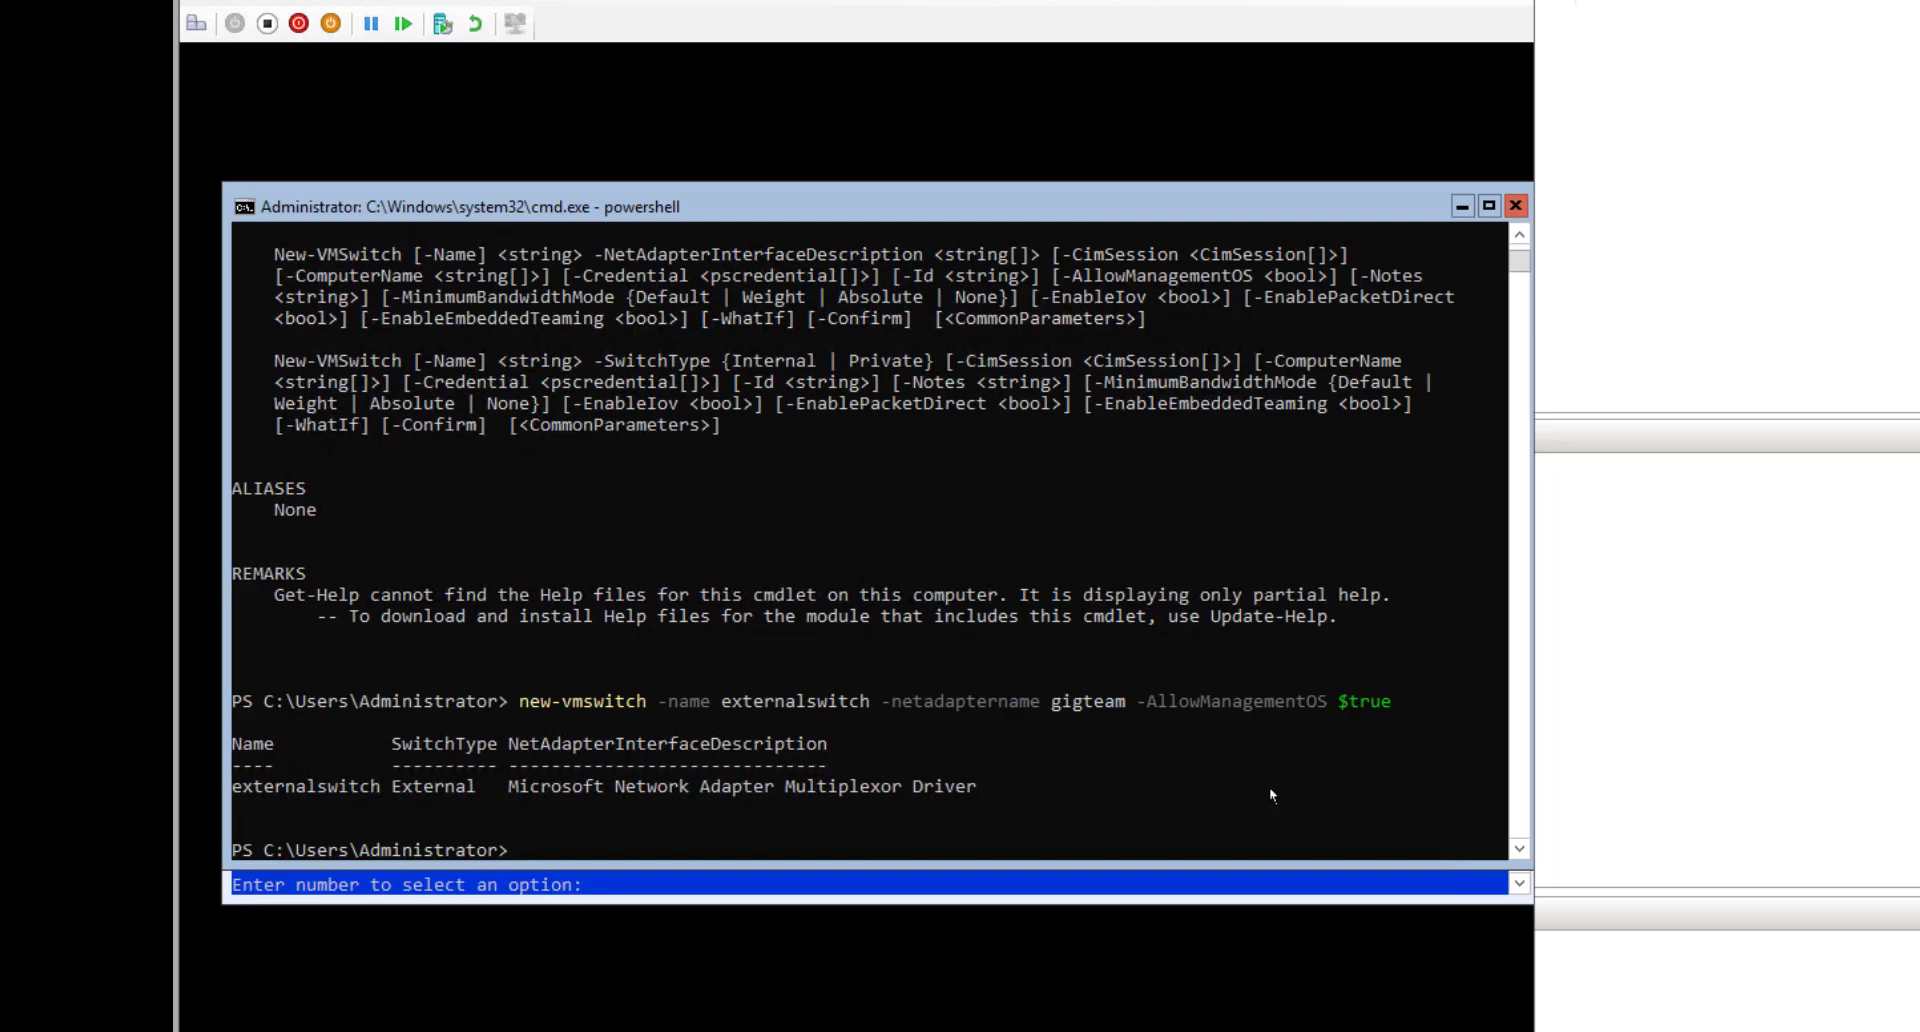 Administrator: C:\Windows\system32\cmd.exe - powershell
New-VMSwitch [-Name] <string> -NetAdapterInterfaceDescription <string[]> [-CimSession <CimSession[]>]
[-ComputerName <string[]>] [-Credential <pscredential[]>] [-Id <string>] [-AllowManagementOS <bool>] [-Notes
<string>] [-MinimumBandwidthMode {Default | Weight | Absolute | None}] [-EnableIov <bool>] [-EnablePacketDirect
<bool>] [-EnableEmbeddedTeaming <bool>] [-WhatIf] [-Confirm]  [<CommonParameters>]
New-VMSwitch [-Name] <string> -SwitchType {Internal | Private} [-CimSession <CimSession[]>] [-ComputerName
<string[]>] [-Credential <pscredential[]>] [-Id <string>] [-Notes <string>] [-MinimumBandwidthMode {Default |
Weight | Absolute | None}] [-EnableIov <bool>] [-EnablePacketDirect <bool>] [-EnableEmbeddedTeaming <bool>]
[-WhatIf] [-Confirm]  [<CommonParameters>]
ALIASES
None
REMARKS
Get-Help cannot find the Help files for this cmdlet on this computer. It is displaying only partial help.
-- To download and install Help files for the module that includes this cmdlet, use Update-Help.
PS C:\Users\Administrator> new-vmswitch -name externalswitch -netadaptername gigteam -AllowManagementOS $true
Name           SwitchType NetAdapterInterfaceDescription
----           ---------- ------------------------------
externalswitch External   Microsoft Network Adapter Multiplexor Driver
PS C:\Users\Administrator>
Enter number to select an option: